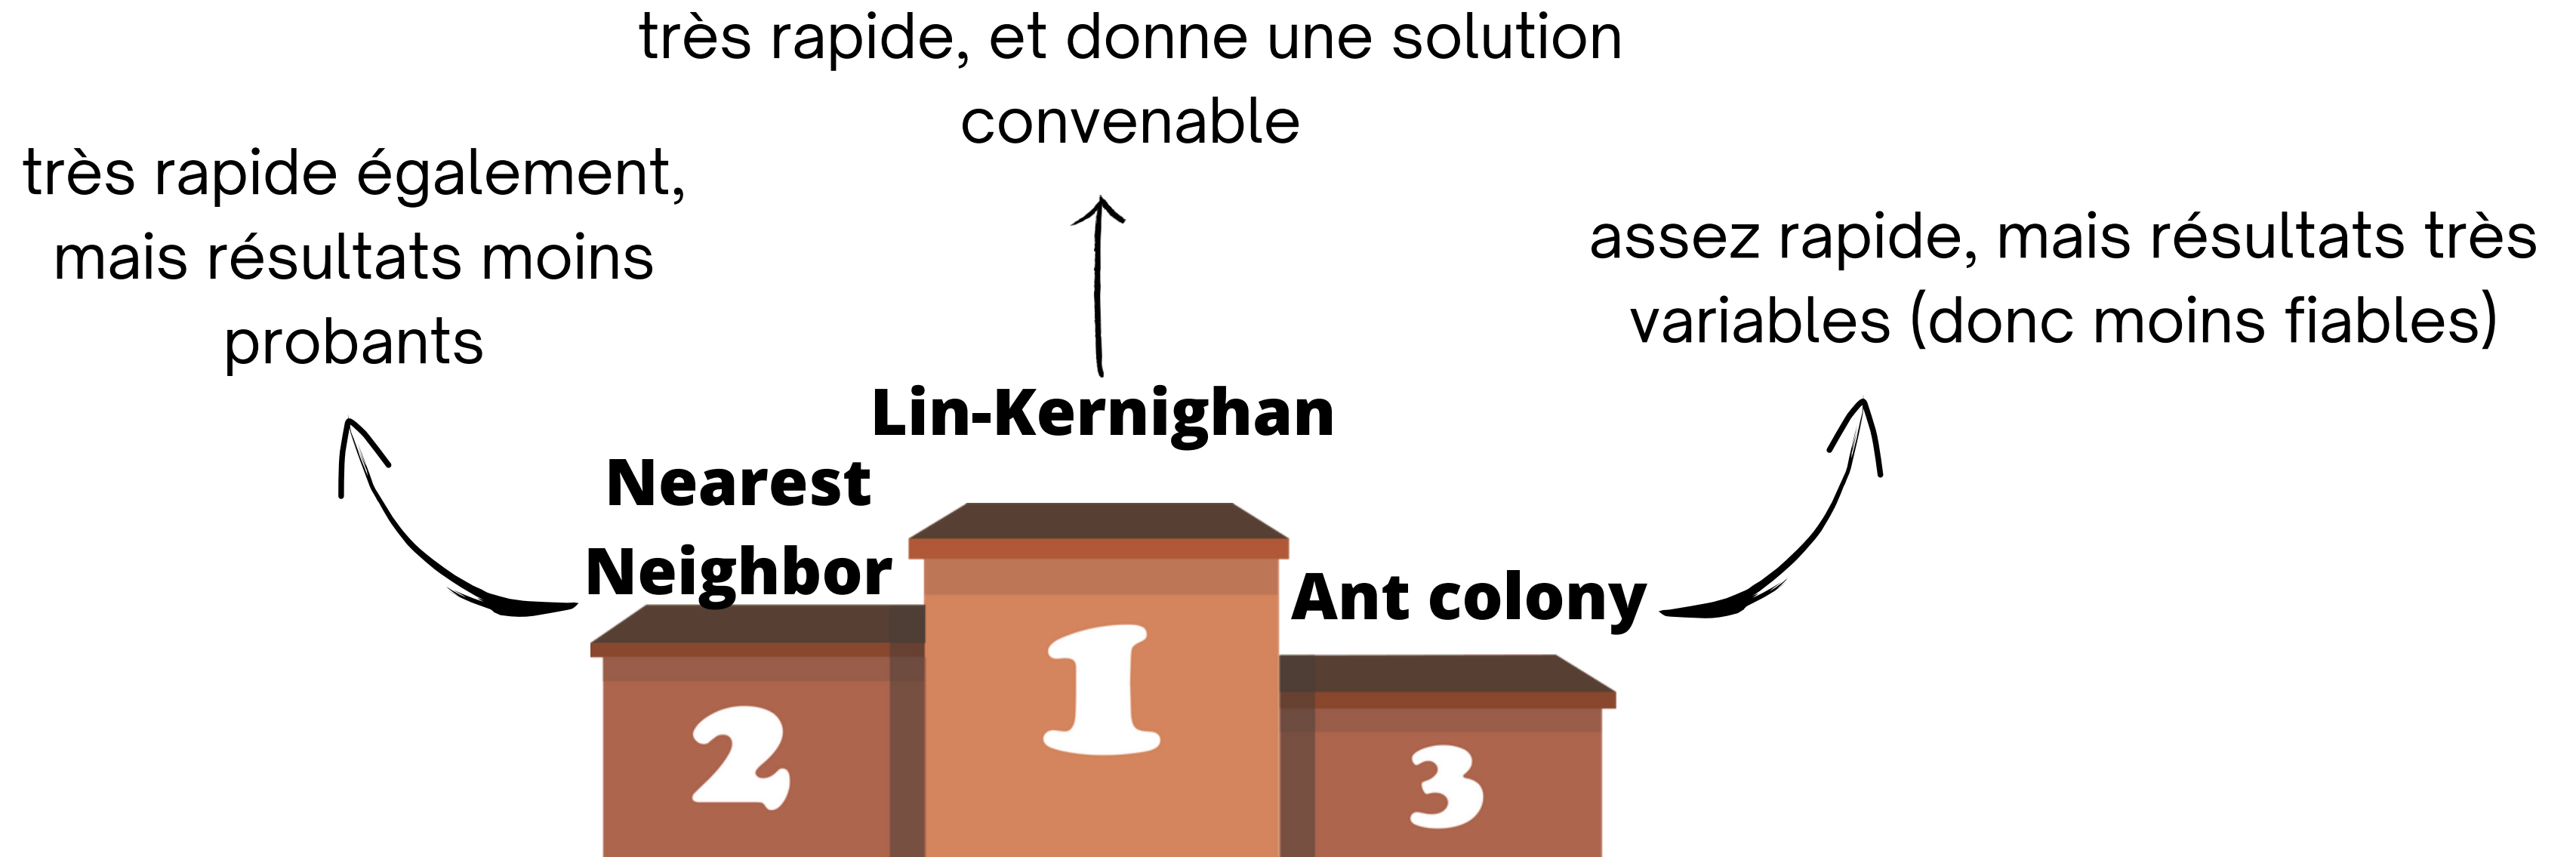 très rapide, et donne une solution
convenable
très rapide également,
mais résultats moins
probants
assez rapide, mais résultats très
variables (donc moins fiables)
Lin-Kernighan
Nearest
Neighbor
Ant colony
1
2
3